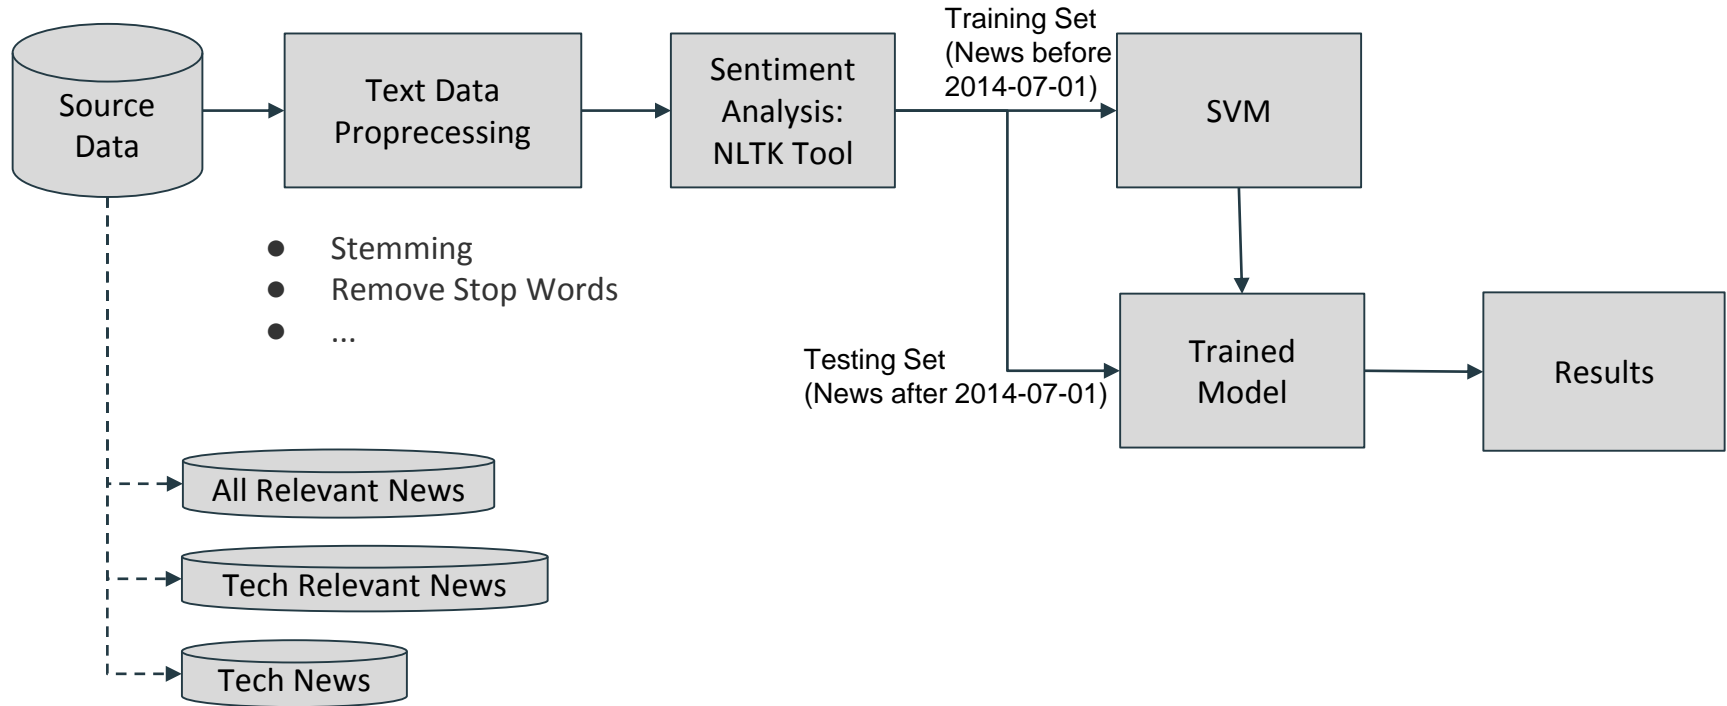 Source
Data
Text Data
Proprecessing
Sentiment
Analysis:
NLTK Tool
Training Set
(News before
2014-07-01)
SVM
● Stemming
● Remove Stop Words
● ...
Testing Set
(News after 2014-07-01)
Trained
Model
Results
All Relevant News
Tech Relevant News
Tech News